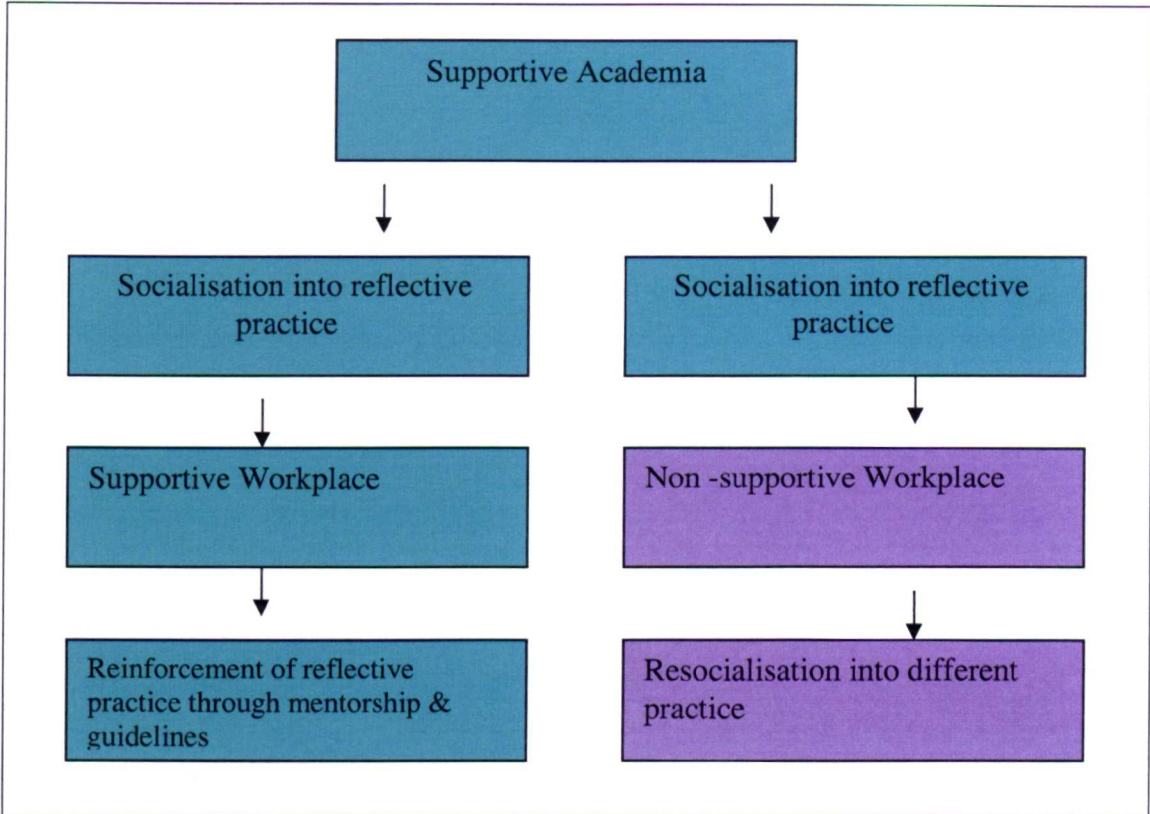 Supportive Academia
Socialisation into reflective
practice
Socialisation into reflective
practice
Supportive Workplace
Non -supportive Workplace
Reinforcement of reflective
practice through mentorship &
guidelines
Resocialisation into different
practice